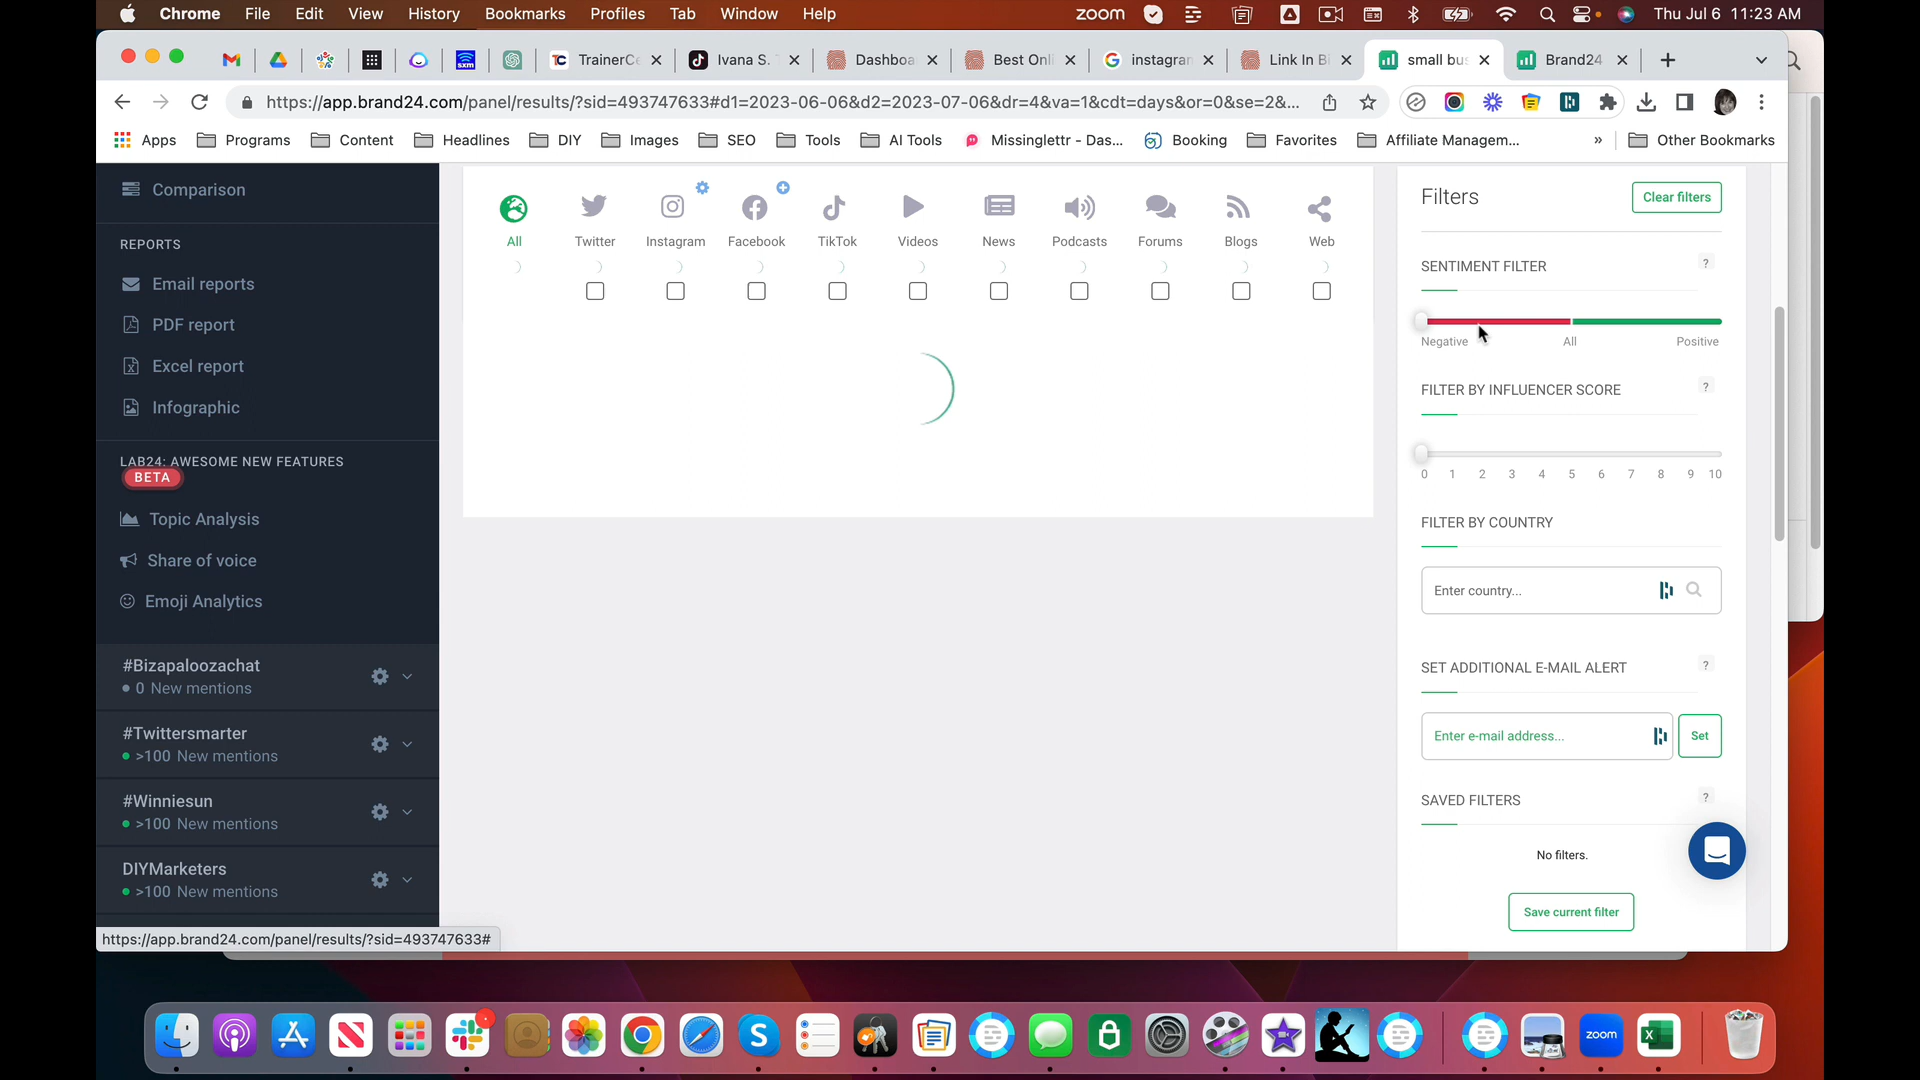 Chrome File Edit View History Bookmarks Profiles Tab Window Help zoom Thu Jul 6 11:23 AM
TrainerCe Ivana S. Dashboa Best Onl instagran Link In Bi small bus Brand24
https://app.brand24.com/panel/results/?sid=493747633#d1=2023-06-06&d2=2023-07-06&dr=4&va=1&cdt=days&or=0&se=2&...
Apps Programs Content Headlines DIY Images SEO Tools AI Tools Missinglettr - Das... Booking Favorites Affiliate Managem... » Other Bookmarks
Comparison
REPORTS
Email reports
PDF report
Excel report
Infographic
LAB24: AWESOME NEW FEATURES
BETA
Topic Analysis
Share of voice
Emoji Analytics
#Bizapaloozachat
0 New mentions
#Twittersmarter
>100 New mentions
#Winniesun
>100 New mentions
DIYMarketers
>100 New mentions
https://app.brand24.com/panel/results/?sid=493747633#
All Twitter Instagram Facebook TikTok Videos News Podcasts Forums Blogs Web
Filters Clear filters
SENTIMENT FILTER ?
Negative All Positive
FILTER BY INFLUENCER SCORE ?
0 1 2 3 4 5 6 7 8 9 10
FILTER BY COUNTRY
Enter country...
SET ADDITIONAL E-MAIL ALERT ?
Enter e-mail address... Set
SAVED FILTERS ?
No filters.
Save current filter
zoom